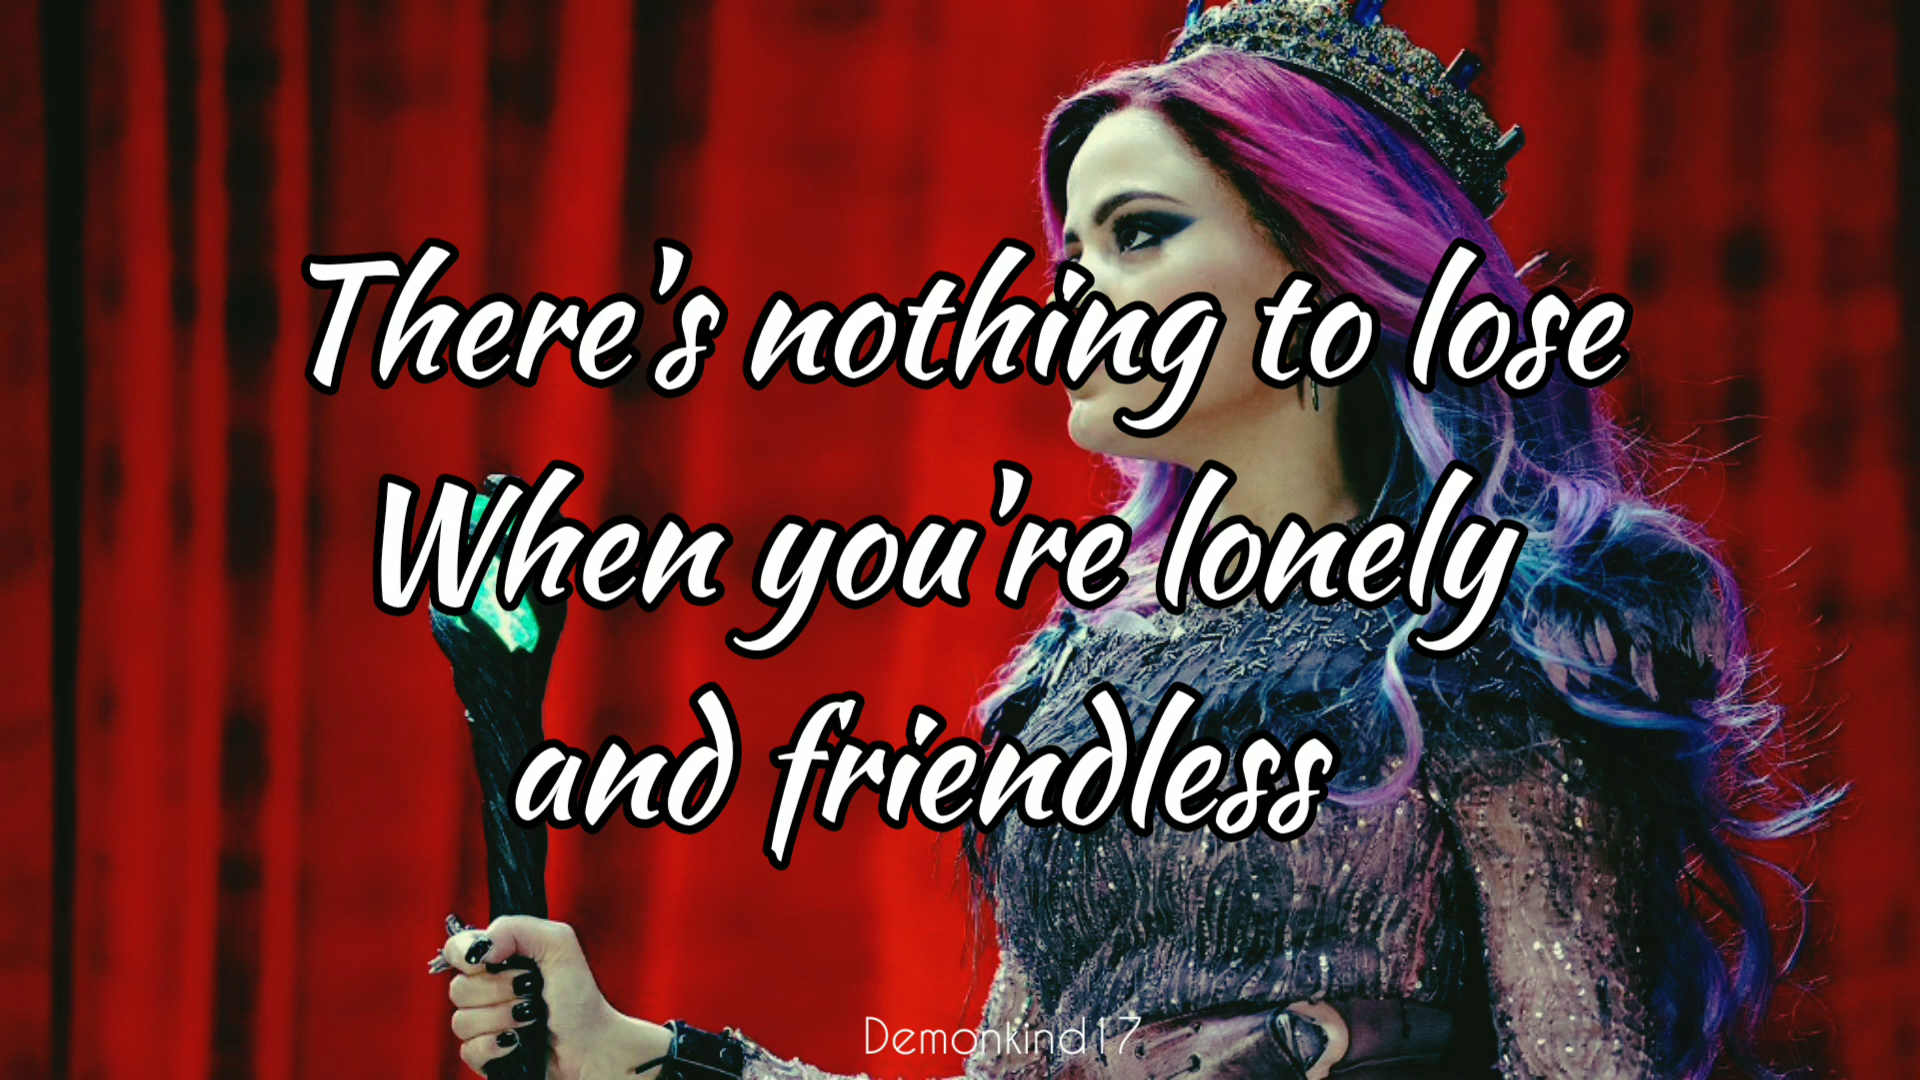 There's nothing to lose
When you're lonely
and friendless
Demonkind17